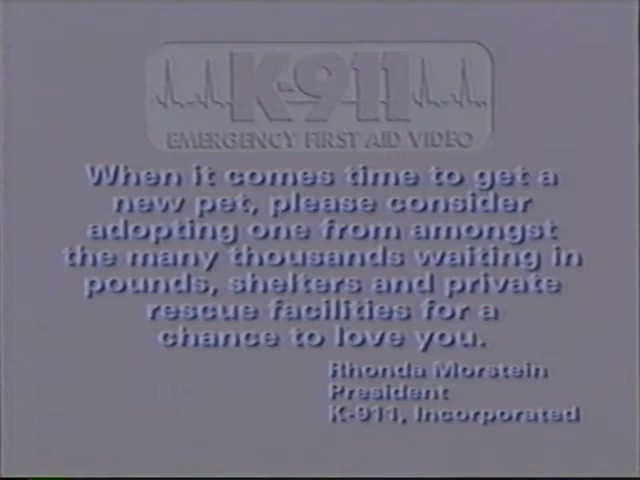 K-911
EMERGENCY FIRST AID VIDEO
When it comes time to get a
new pet, please consider
adopting one from amongst
the many thousands waiting in
pounds, shelters and private
rescue facilities for a
chance to love you.
Rhonda Morstein
President
K-911, Incorporated